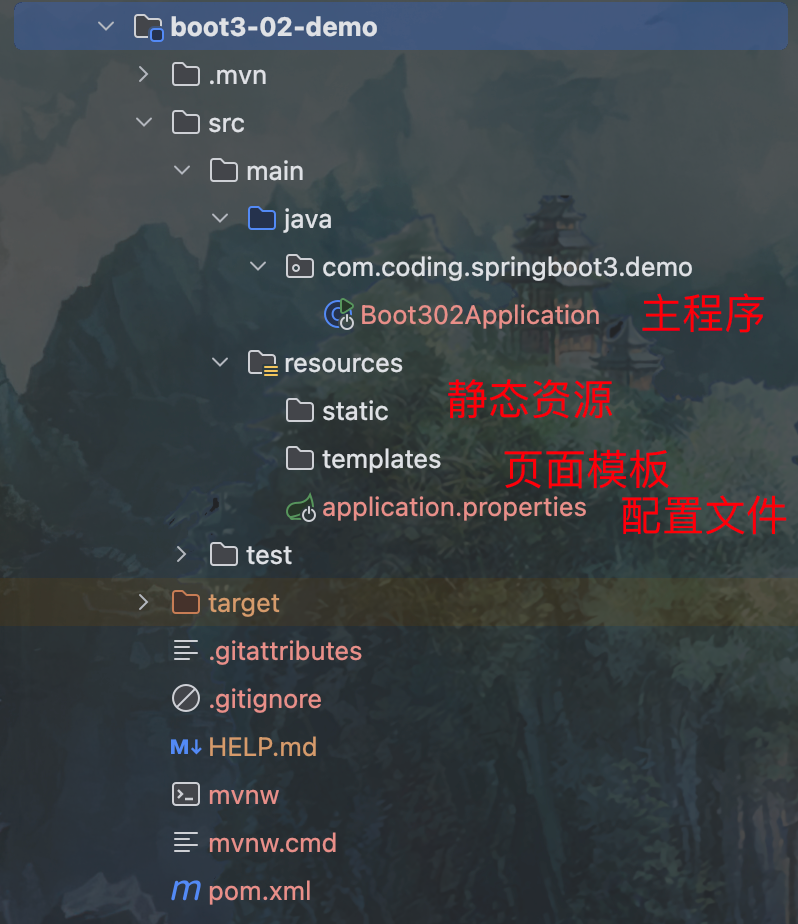 boot3-02-demo
.mvn
src
main
java
com.coding.springboot3.demo
Boot302Application 主程序
resources
static 静态资源
templates 页面模板
application.properties 配置文件
test
target
.gitattributes
.gitignore
M↓ HELP.md
mvnw
mvnw.cmd
m pom.xml